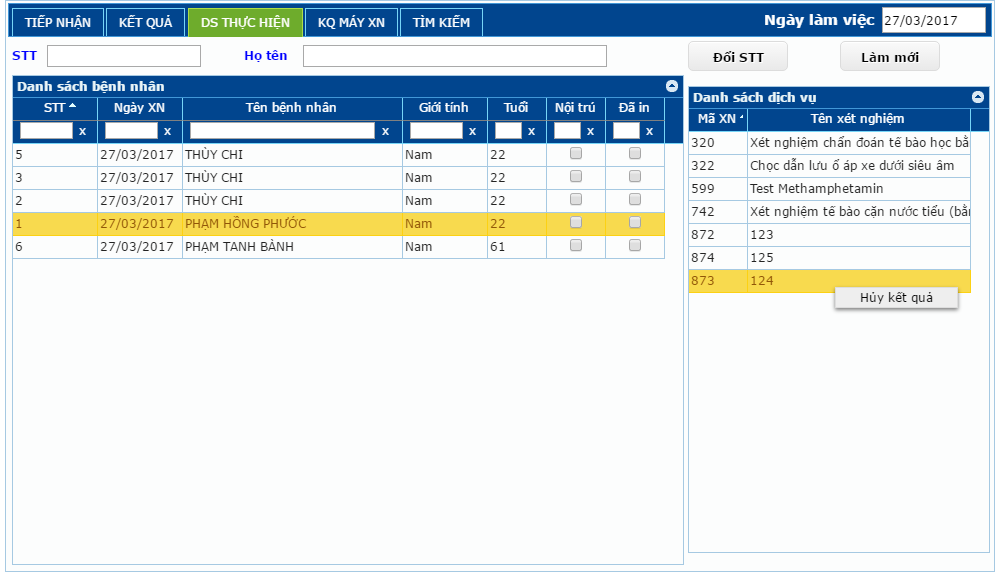 TIẾP NHẬN KẾT QUẢ DS THỰC HIỆN KQ MÁY XN TÌM KIẾM Ngày làm việc 27/03/2017
STT Họ tên Đổi STT Làm mới
Danh sách bệnh nhân
STT Ngày XN Tên bệnh nhân Giới tính Tuổi Nội trú Đã in
x x x x x x x
5 27/03/2017 THÙY CHI Nam 22
3 27/03/2017 THÙY CHI Nam 22
2 27/03/2017 THÙY CHI Nam 22
1 27/03/2017 PHẠM HỒNG PHƯỚC Nam 22
6 27/03/2017 PHẠM TANH BÀNH Nam 61
Danh sách dịch vụ
Mã XN Tên xét nghiệm
320 Xét nghiệm chẩn đoán tế bào học bằ
322 Chọc dẫn lưu ổ áp xe dưới siêu âm
599 Test Methamphetamin
742 Xét nghiệm tế bào cặn nước tiểu (bằn
872 123
874 125
873 124
Hủy kết quả